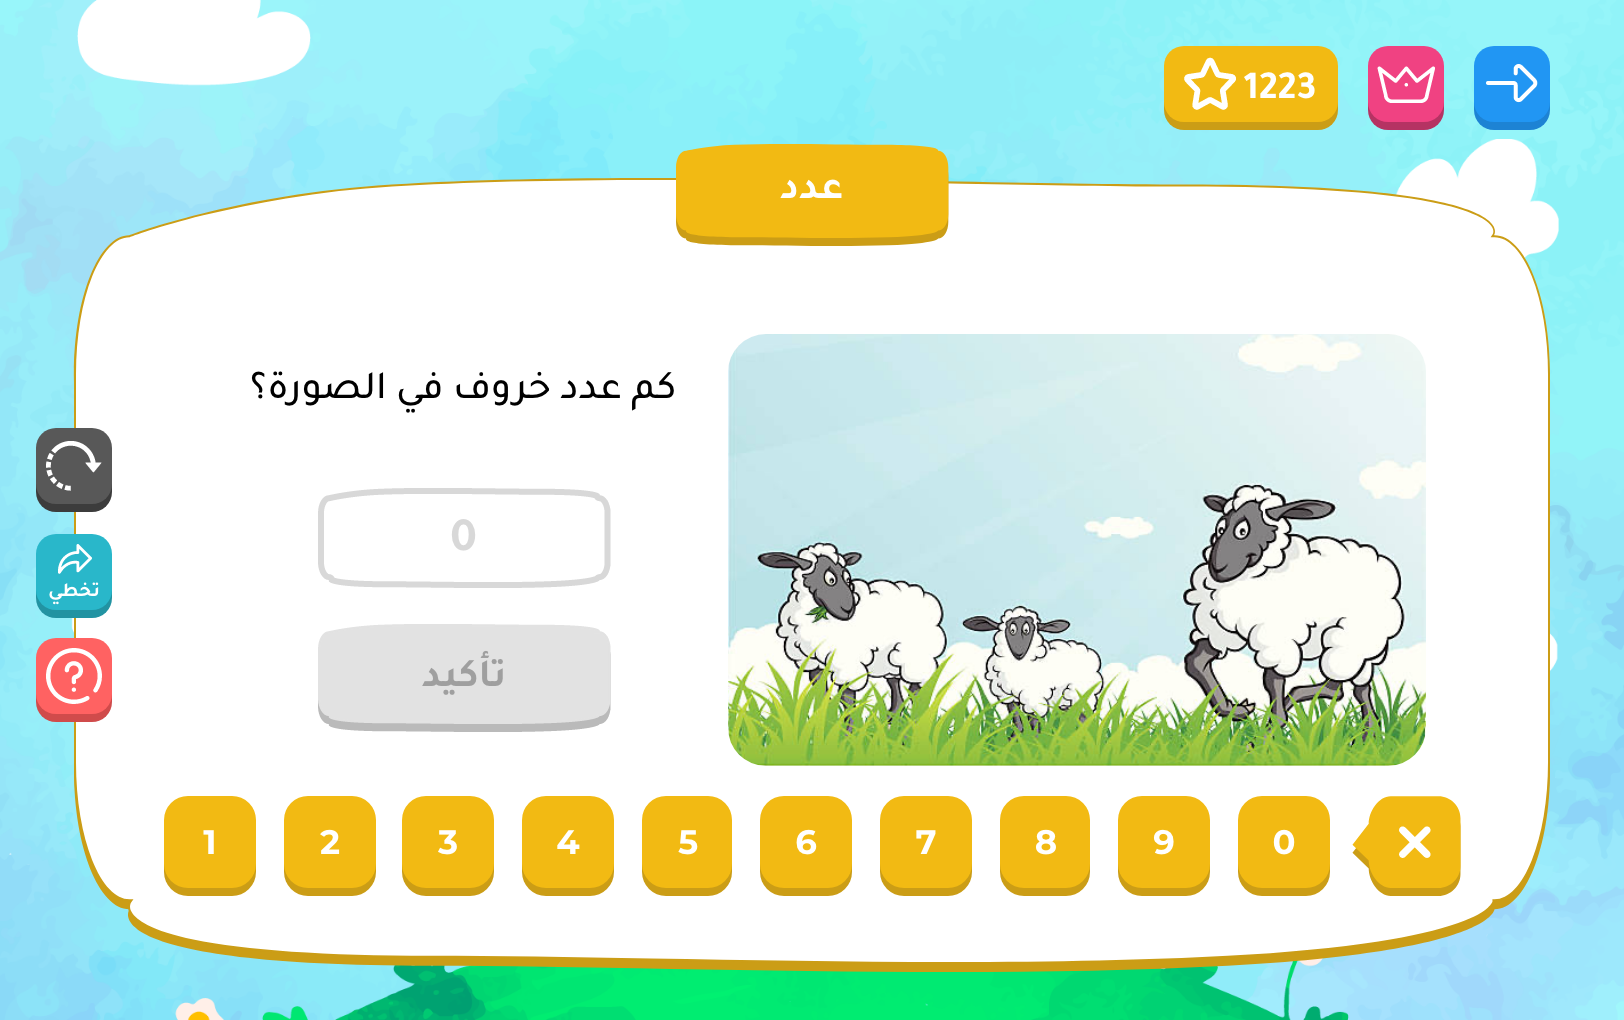 1223
عدد
كم عدد خروف في الصورة؟
0
تأكيد
تخطي
?
1 2 3 4 5 6 7 8 9 0 ×